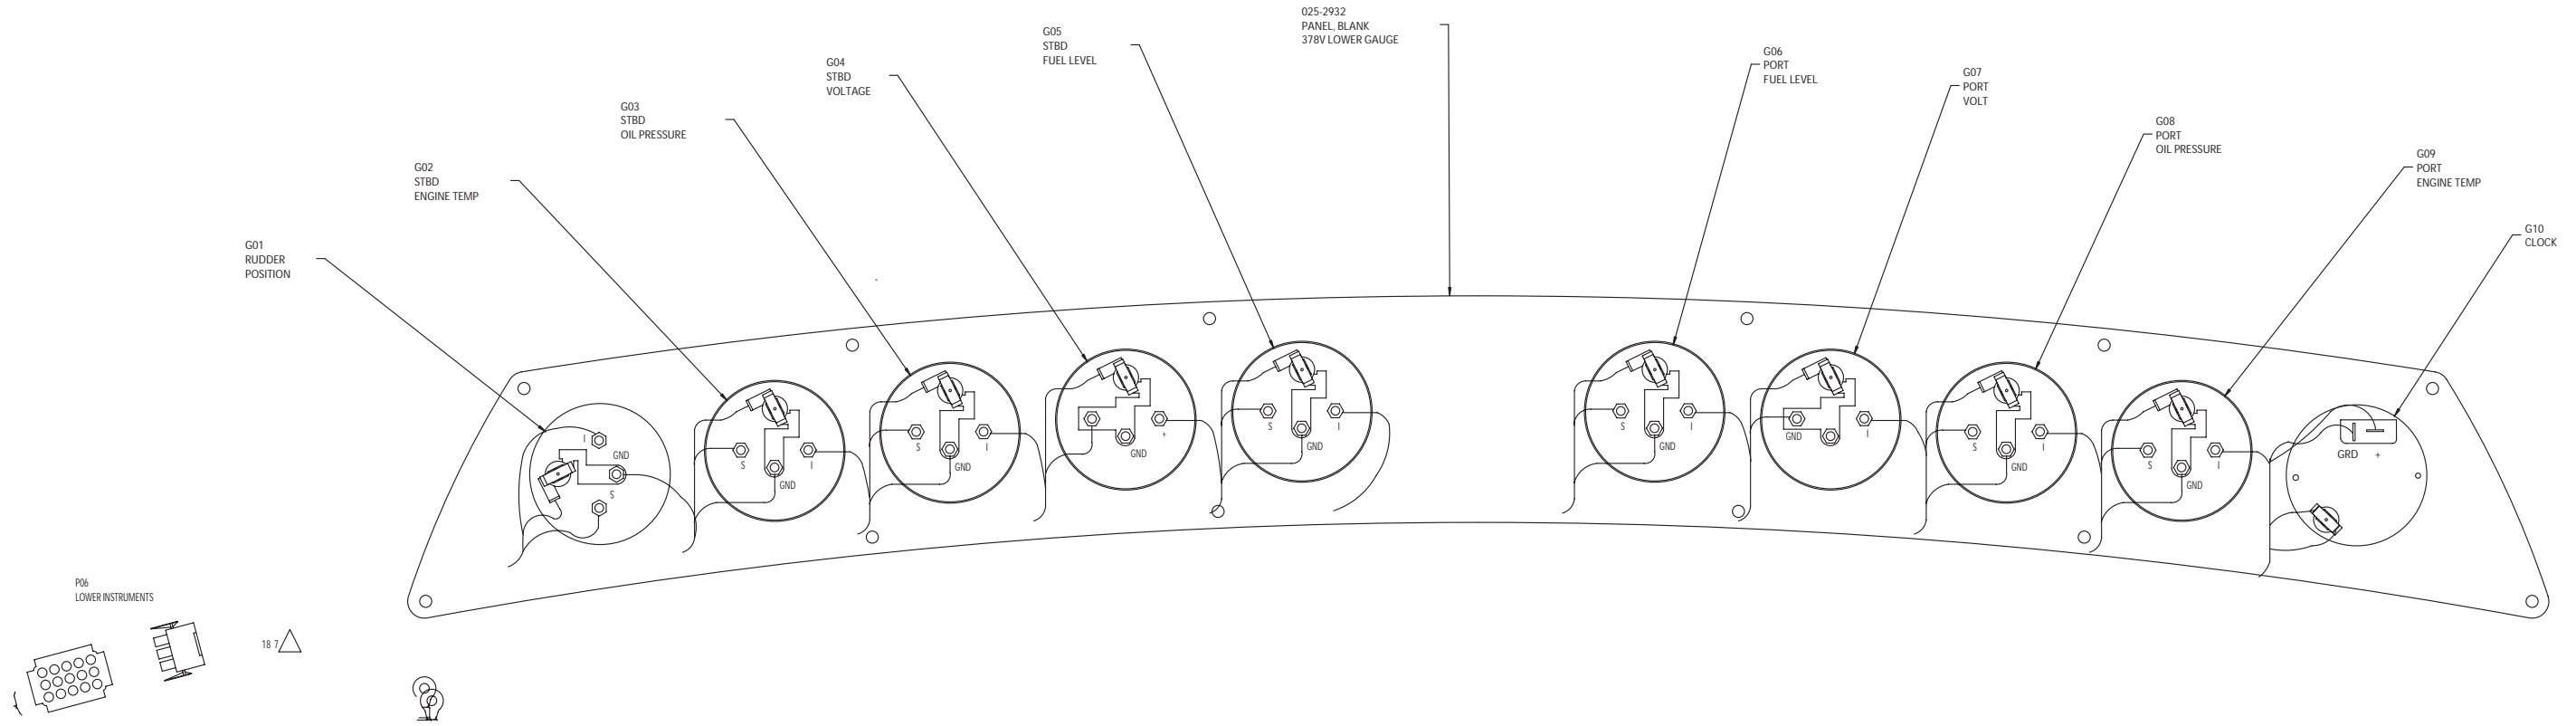 025-2932
PANEL, BLANK
378V LOWER GAUGE
G05
STBD
FUEL LEVEL
G06
PORT
FUEL LEVEL
G04
STBD
VOLTAGE
G07
PORT
VOLT
G03
STBD
OIL PRESSURE
G08
PORT
OIL PRESSURE
G02
STBD
ENGINE TEMP
G09
PORT
ENGINE TEMP
G01
RUDDER
POSITION
G10
CLOCK
I
GND
S
S
I
GND
S
I
GND
+
GND
S
I
GND
S
I
GND
GND
I
S
I
GND
S
I
GND
GRD +
P06
LOWER INSTRUMENTS
18 7